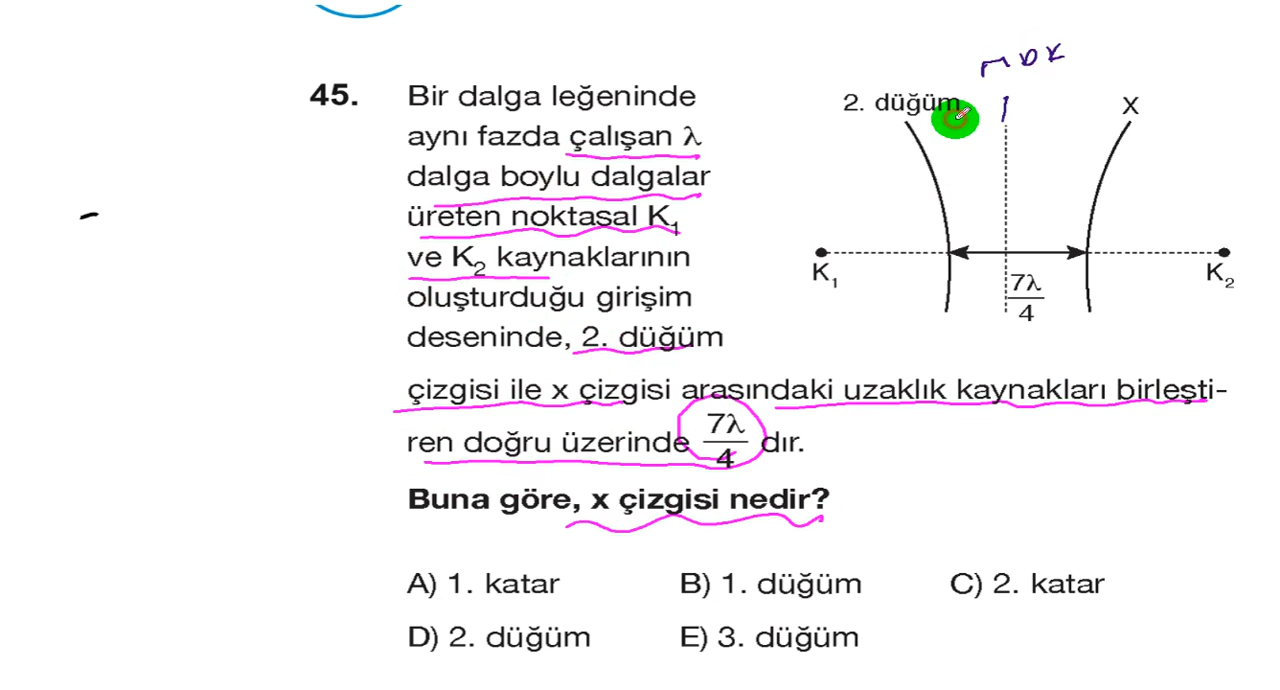 45.
Bir dalga leğeninde
aynı fazda çalışan λ
dalga boylu dalgalar
üreten noktasal K₁
ve K₂ kaynaklarının
oluşturduğu girişim
deseninde, 2. düğüm
çizgisi ile x çizgisi arasındaki uzaklık kaynakları birleşti-
ren doğru üzerinde 7λ/4 dır.
Buna göre, x çizgisi nedir?
A) 1. katar B) 1. düğüm C) 2. katar
D) 2. düğüm E) 3. düğüm
2. düğüm X
K₁ K₂
7λ/4